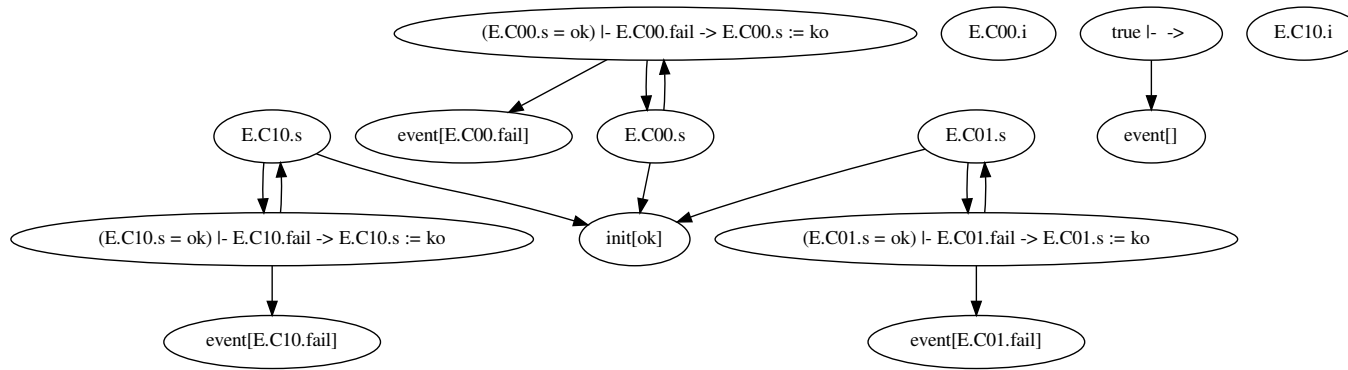 (E.C00.s = ok) |- E.C00.fail -> E.C00.s := ko
E.C00.i
true |-  ->
E.C10.i
E.C10.s
event[E.C00.fail]
E.C00.s
E.C01.s
event[]
(E.C10.s = ok) |- E.C10.fail -> E.C10.s := ko
init[ok]
(E.C01.s = ok) |- E.C01.fail -> E.C01.s := ko
event[E.C10.fail]
event[E.C01.fail]